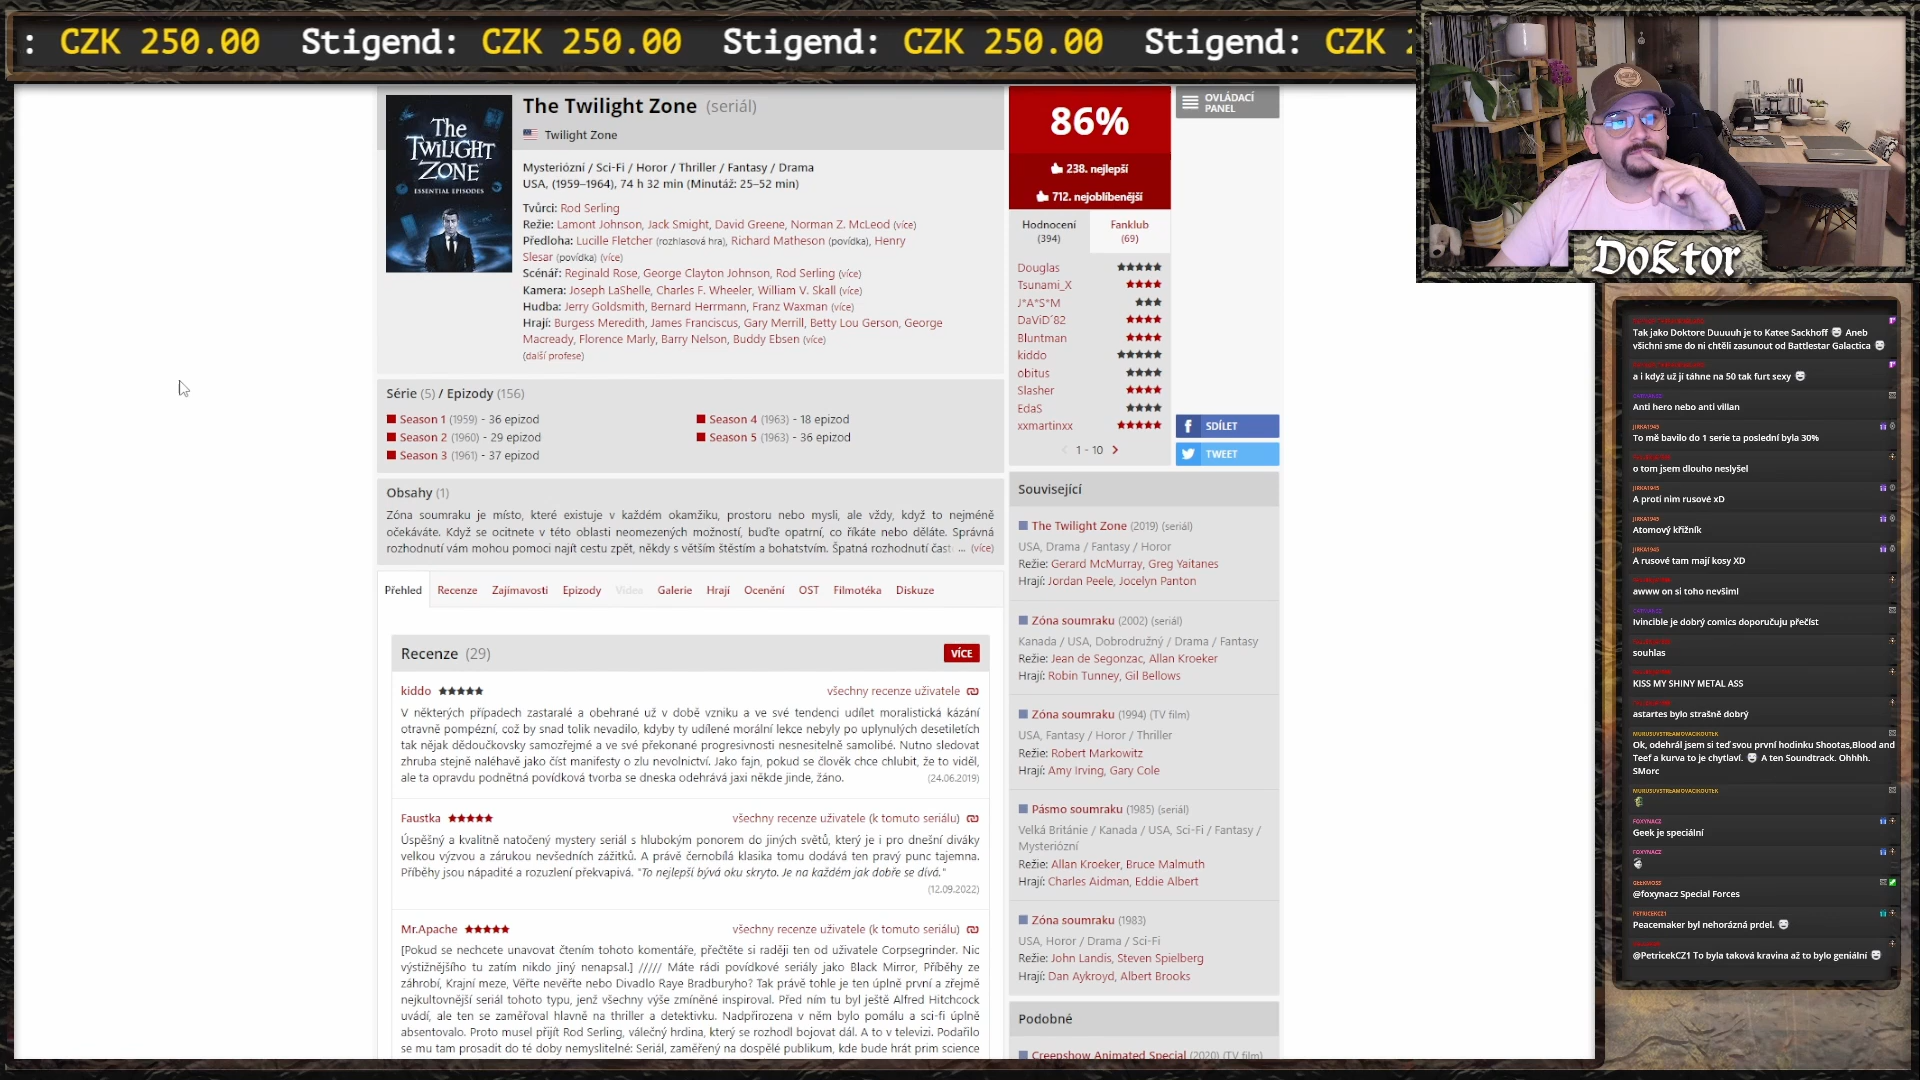 : CZK 250.00 Stigend: CZK 250.00 Stigend: CZK 250.00 Stigend: CZK
The Twilight Zone (seriál)
Twilight Zone
The
TWILIGHT
ZONE
ESSENTIAL EPISODES
Mysteriózní / Sci-Fi / Horor / Thriller / Fantasy / Drama
USA, (1959–1964), 74 h 32 min (Minutáž: 25–52 min)
Tvůrci: Rod Serling
Režie: Lamont Johnson, Jack Smight, David Greene, Norman Z. McLeod (více)
Předloha: Lucille Fletcher (rozhlasová hra), Richard Matheson (povídka), Henry
Slesar (povídka) (více)
Scénář: Reginald Rose, George Clayton Johnson, Rod Serling (více)
Kamera: Joseph LaShelle, Charles F. Wheeler, William V. Skall (více)
Hudba: Jerry Goldsmith, Bernard Herrmann, Franz Waxman (více)
Hrají: Burgess Meredith, James Franciscus, Gary Merrill, Betty Lou Gerson, George
Macready, Florence Marly, Barry Nelson, Buddy Ebsen (více)
(další profese)
Série (5) / Epizody (156)
Season 1 (1959) - 36 epizod
Season 2 (1960) - 29 epizod
Season 3 (1961) - 37 epizod
Season 4 (1963) - 18 epizod
Season 5 (1963) - 36 epizod
Obsahy (1)
Zóna soumraku je místo, které existuje v každém okamžiku, prostoru nebo mysli, ale vždy, když to nejméně
očekáváte. Když se ocitnete v této oblasti neomezených možností, buďte opatrní, co říkáte nebo děláte. Správná
rozhodnutí vám mohou pomoci najít cestu zpět, někdy s větším štěstím a bohatstvím. Špatná rozhodnutí čast ... (více)
Přehled Recenze Zajímavosti Epizody Videa Galerie Hrají Ocenění OST Filmotéka Diskuze
Recenze (29) VÍCE
kiddo ★★★★★ všechny recenze uživatele
V některých případech zastaralé a obehrané už v době vzniku a ve své tendenci udílet moralistická kázání
otravně pompézní, což by snad tolik nevadilo, kdyby ty udílené morální lekce nebyly po uplynulých desetiletích
tak nějak dědoučkovsky samozřejmé a ve své překonané progresivnosti nesnesitelně samolibé. Nutno sledovat
zhruba stejně naléhavě jako číst manifesty o zlu nevolnictví. Jako fajn, pokud se člověk chce chlubit, že to viděl,
ale ta opravdu podnětná povídková tvorba se dneska odehrává jaxi někde jinde, žáno. (24.06.2019)
Faustka ★★★★★ všechny recenze uživatele (k tomuto seriálu)
Úspěšný a kvalitně natočený mystery seriál s hlubokým ponorem do jiných světů, který je i pro dnešní diváky
velkou výzvou a zárukou nevšedních zážitků. A právě černobílá klasika tomu dodává ten pravý punc tajemna.
Příběhy jsou nápadité a rozuzlení překvapivá. "To nejlepší bývá oku skryto. Je na každém jak dobře se dívá."
(12.09.2022)
Mr.Apache ★★★★★ všechny recenze uživatele (k tomuto seriálu)
[Pokud se nechcete unavovat čtením tohoto komentáře, přečtěte si raději ten od uživatele Corpsegrinder. Nic
výstižnějšího tu zatím nikdo jiný nenapsal.] ///// Máte rádi povídkové seriály jako Black Mirror, Příběhy ze
záhrobí, Krajní meze, Věřte nevěřte nebo Divadlo Raye Bradburyho? Tak právě tohle je ten úplně první a zřejmě
nejkultovnější seriál tohoto typu, jenž všechny výše zmíněné inspiroval. Před ním tu byl ještě Alfred Hitchcock
uvádí, ale ten se zaměřoval hlavně na thriller a detektivku. Nadpřirozena v něm bylo pomálu a sci-fi úplně
absentovalo. Proto musel přijít Rod Serling, válečný hrdina, který se rozhodl bojovat dál. A to v televizi. Podařilo
se mu tam prosadit do té doby nemyslitelné: Seriál, zaměřený na dospělé publikum, kde bude hrát prim science
86%
238. nejlepší
712. nejoblíbenější
Hodnocení
(394)
Fanklub
(69)
Douglas ★★★★★
Tsunami_X ★★★★
J*A*S*M ★★★
DaViD´82 ★★★★
Bluntman ★★★★
kiddo ★★★★★
obitus ★★★★
Slasher ★★★★
EdaS ★★★★
xxmartinxx ★★★★★
1 - 10
OVLÁDACÍ
PANEL
SDÍLET
TWEET
Související
The Twilight Zone (2019) (seriál)
USA, Drama / Fantasy / Horor
Režie: Gerard McMurray, Greg Yaitanes
Hrají: Jordan Peele, Jocelyn Panton
Zóna soumraku (2002) (seriál)
Kanada / USA, Dobrodružný / Drama / Fantasy
Režie: Jean de Segonzac, Allan Kroeker
Hrají: Robin Tunney, Gil Bellows
Zóna soumraku (1994) (TV film)
USA, Fantasy / Horor / Thriller
Režie: Robert Markowitz
Hrají: Amy Irving, Gary Cole
Pásmo soumraku (1985) (seriál)
Velká Británie / Kanada / USA, Sci-Fi / Fantasy /
Mysteriózní
Režie: Allan Kroeker, Bruce Malmuth
Hrají: Charles Aidman, Eddie Albert
Zóna soumraku (1983)
USA, Horor / Drama / Sci-Fi
Režie: John Landis, Steven Spielberg
Hrají: Dan Aykroyd, Albert Brooks
Podobné
Creepshow Animated Special (2020) (TV film)
Doktor
Tak jako Doktore Duuuuh je to Katee Sackhoff Aneb
všichni sme do ni chtěli zasunout od Battlestar Galactica
a i když už jí táhne na 50 tak furt sexy
Anti hero nebo anti villan
JIRKA1945
To mě bavilo do 1 serie ta poslední byla 30%
o tom jsem dlouho neslyšel
JIRKA1945
A proti nim rusové xD
JIRKA1945
Atomový křižník
JIRKA1945
A rusové tam mají kosy XD
awww on si toho nevšiml
Ivincible je dobrý comics doporučuju přečíst
souhlas
KISS MY SHINY METAL ASS
astartes bylo strašně dobrý
Ok, odehrál jsem si teď svou první hodinku Shootas,Blood and
Teef a kurva to je chytlaví. A ten Soundtrack. Ohhhh.
SMorc
FOXYNACZ
Geek je speciální
FOXYNACZ
GEEKMOSS
@foxynacz Special Forces
PETRICEKCZ1
Peacemaker byl nehorázná prdel.
@PetricekCZ1 To byla taková kravina až to bylo geniální